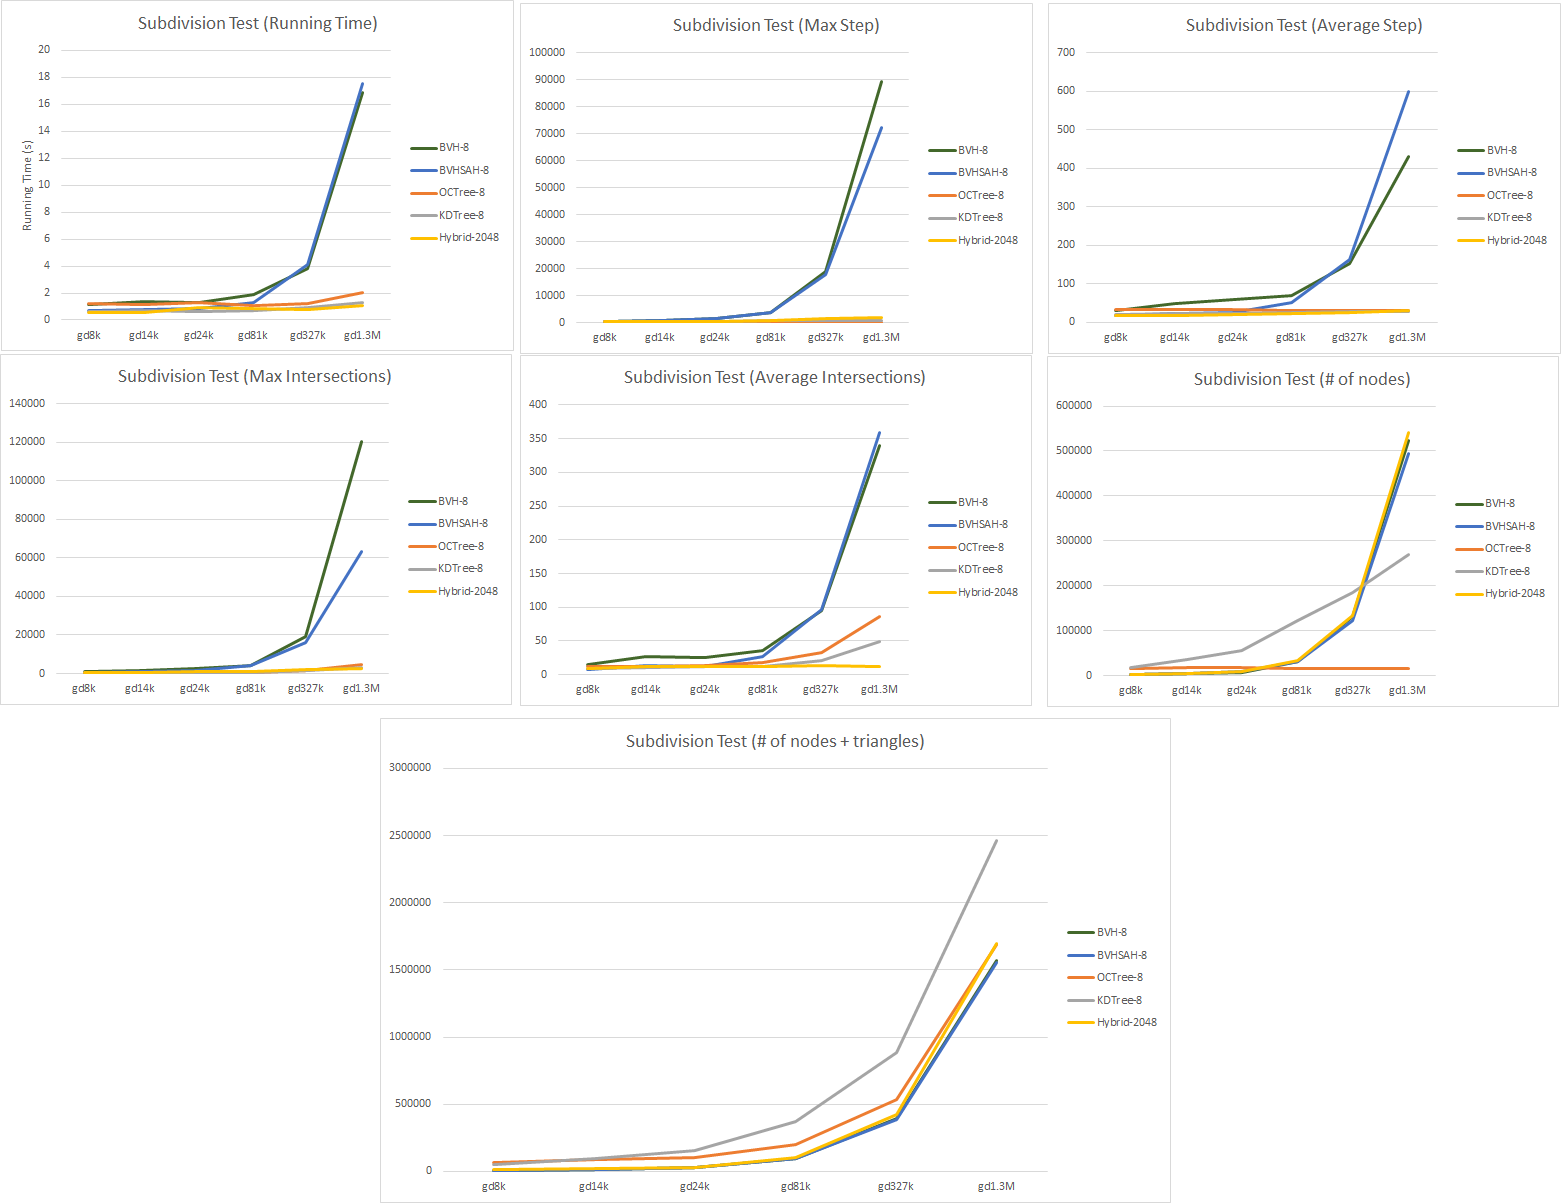 Subdivision Test (Running Time)
20
18
16
14
12
10
8
6
4
2
0
Running Time (s)
gd8k gd14k gd24k gd81k gd327k gd1.3M
BVH-8
BVHSAH-8
OCTree-8
KDTree-8
Hybrid-2048
Subdivision Test (Max Step)
100000
90000
80000
70000
60000
50000
40000
30000
20000
10000
0
gd8k gd14k gd24k gd81k gd327k gd1.3M
BVH-8
BVHSAH-8
OCTree-8
KDTree-8
Hybrid-2048
Subdivision Test (Average Step)
700
600
500
400
300
200
100
0
gd8k gd14k gd24k gd81k gd327k gd1.3M
BVH-8
BVHSAH-8
OCTree-8
KDTree-8
Hybrid-2048
Subdivision Test (Max Intersections)
140000
120000
100000
80000
60000
40000
20000
0
gd8k gd14k gd24k gd81k gd327k gd1.3M
BVH-8
BVHSAH-8
OCTree-8
KDTree-8
Hybrid-2048
Subdivision Test (Average Intersections)
400
350
300
250
200
150
100
50
0
gd8k gd14k gd24k gd81k gd327k gd1.3M
BVH-8
BVHSAH-8
OCTree-8
KDTree-8
Hybrid-2048
Subdivision Test (# of nodes)
600000
500000
400000
300000
200000
100000
0
gd8k gd14k gd24k gd81k gd327k gd1.3M
BVH-8
BVHSAH-8
OCTree-8
KDTree-8
Hybrid-2048
Subdivision Test (# of nodes + triangles)
3000000
2500000
2000000
1500000
1000000
500000
0
gd8k gd14k gd24k gd81k gd327k gd1.3M
BVH-8
BVHSAH-8
OCTree-8
KDTree-8
Hybrid-2048